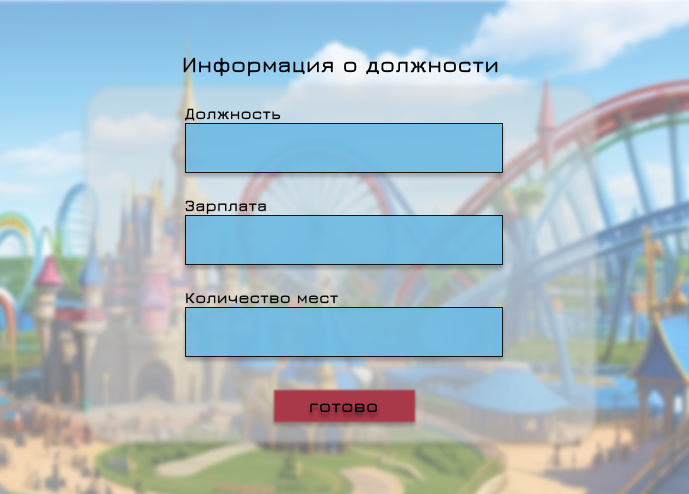 Информация о должности
Должность
Зарплата
Количество мест
готово